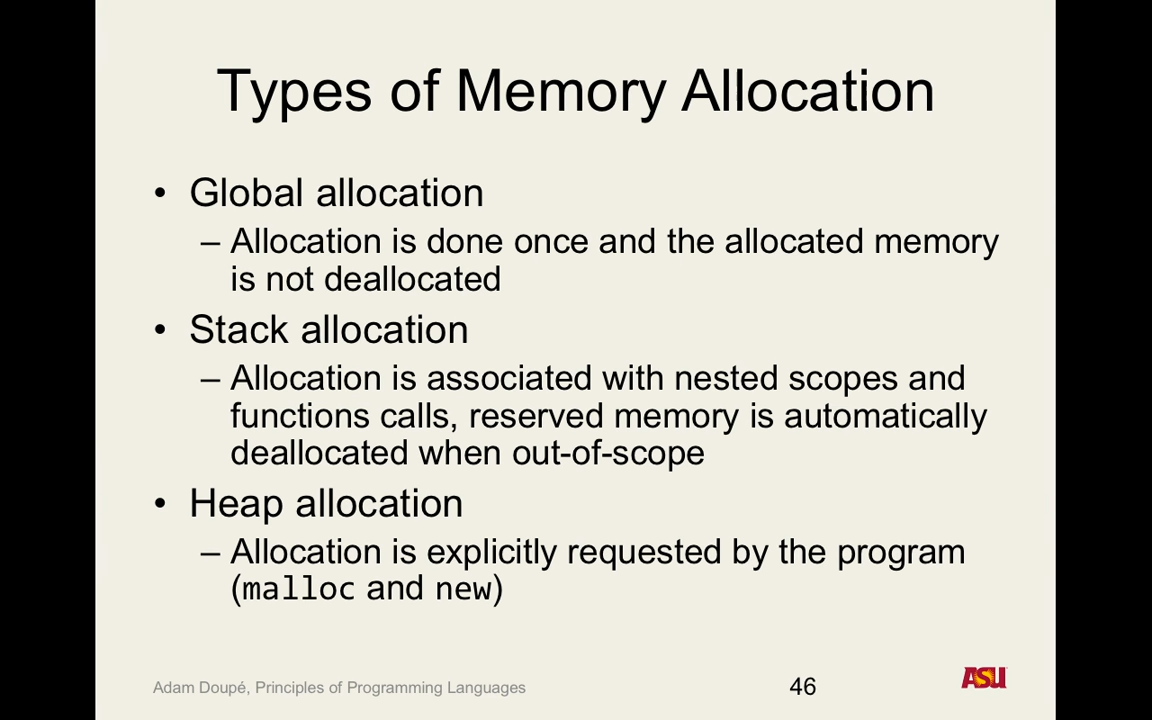 Types of Memory Allocation
• Global allocation
– Allocation is done once and the allocated memory
is not deallocated
• Stack allocation
– Allocation is associated with nested scopes and
functions calls, reserved memory is automatically
deallocated when out-of-scope
• Heap allocation
– Allocation is explicitly requested by the program
(malloc and new)
Adam Doupé, Principles of Programming Languages
46
ASU